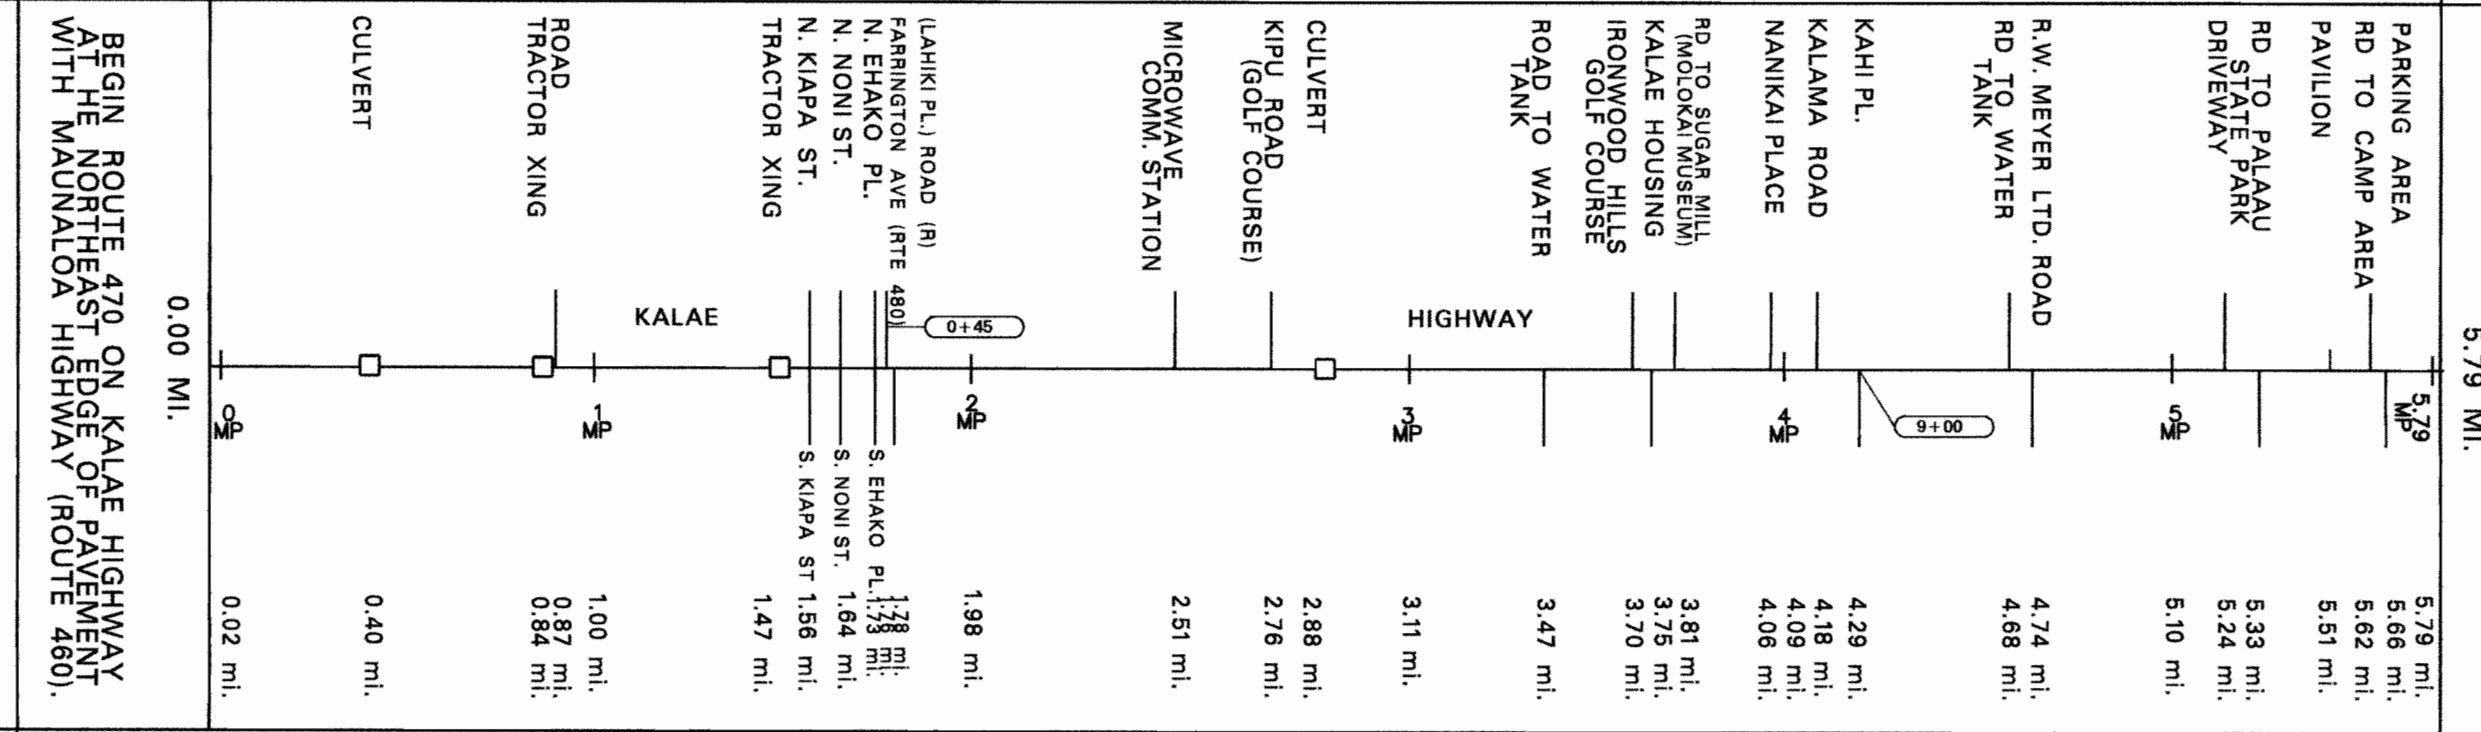 BEGIN ROUTE 470 ON KALAE HIGHWAY
AT HE NORTHEAST EDGE OF PAVEMENT
WITH MAUNALOA HIGHWAY (ROUTE 460).
0.00 MI.
5.79 MI.
CULVERT
ROAD
TRACTOR XING
TRACTOR XING
N. KIAPA ST.
N. NONI ST.
N. EHAKO PL.
FARRINGTON AVE (RTE 480)
(LAHIKI PL.) ROAD (R)
MICROWAVE
COMM. STATION
KIPU ROAD
(GOLF COURSE)
CULVERT
ROAD TO WATER
TANK
IRONWOOD HILLS
GOLF COURSE
KALAE HOUSING
RD TO SUGAR MILL
(MOLOKAI MUSEUM)
NANIKAI PLACE
KALAMA ROAD
KAHI PL.
RD TO WATER
TANK
R.W. MEYER LTD. ROAD
DRIVEWAY
RD TO PALAAU
STATE PARK
PAVILION
RD TO CAMP AREA
PARKING AREA
KALAE
HIGHWAY
0+45
9+00
0
MP
1
MP
2
MP
3
MP
4
MP
5
MP
5.79
MP
S. KIAPA ST
S. NONI ST.
S. EHAKO PL.
0.02 mi.
0.40 mi.
0.84 mi.
0.87 mi.
1.00 mi.
1.47 mi.
1.56 mi.
1.64 mi.
1.73 mi.
1.76 mi.
1.78 mi.
1.98 mi.
2.51 mi.
2.76 mi.
2.88 mi.
3.11 mi.
3.47 mi.
3.70 mi.
3.75 mi.
3.81 mi.
4.06 mi.
4.09 mi.
4.18 mi.
4.29 mi.
4.68 mi.
4.74 mi.
5.10 mi.
5.24 mi.
5.33 mi.
5.51 mi.
5.62 mi.
5.66 mi.
5.79 mi.